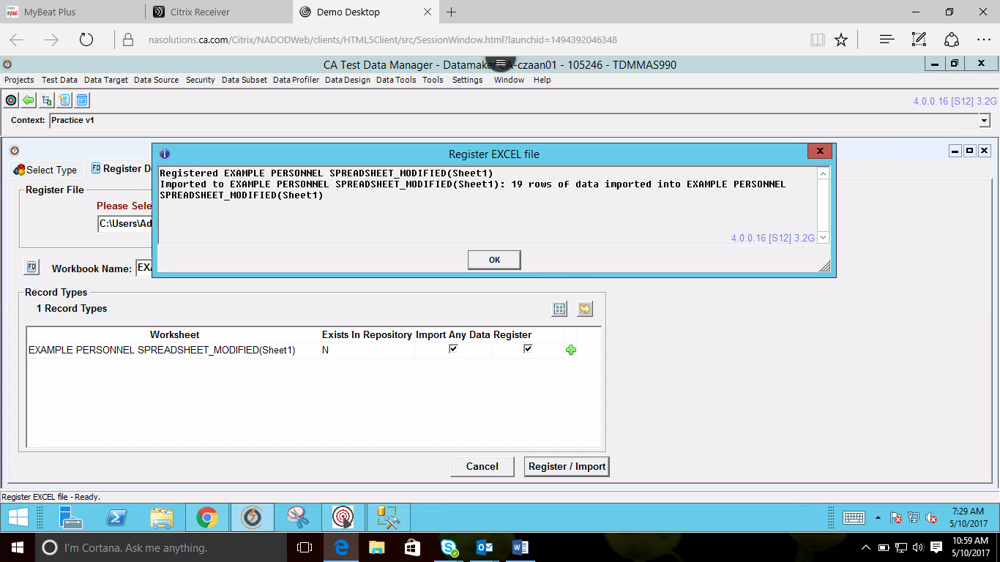 MyBeat Plus
Citrix Receiver
Demo Desktop
nasolutions.ca.com/Citrix/NADODWeb/clients/HTML5Client/src/SessionWindow.html?launchid=1494392046348
CA Test Data Manager - Datamaker CA-czaan01 - 105246 - TDMMAS990
Projects Test Data Data Target Data Source Security Data Subset Data Profiler Data Design Data Tools Tools Settings Window Help
4.0.0.16 [S12] 3.2G
Context: Practice v1
Register EXCEL file
Select Type
Register D
Registered EXAMPLE PERSONNEL SPREADSHEET_MODIFIED(Sheet1)
Imported to EXAMPLE PERSONNEL SPREADSHEET_MODIFIED(Sheet1): 19 rows of data imported into EXAMPLE PERSONNEL
SPREADSHEET_MODIFIED(Sheet1)
Register File
Please Sele
C:\Users\Ad
4.0.0.16 [S12] 3.2G
OK
FD
Workbook Name: EXA
Record Types
1 Record Types
Worksheet Exists In Repository Import Any Data Register
EXAMPLE PERSONNEL SPREADSHEET_MODIFIED(Sheet1) N
Cancel
Register / Import
Register EXCEL file - Ready.
7:29 AM
5/10/2017
I'm Cortana. Ask me anything.
10:59 AM
5/10/2017